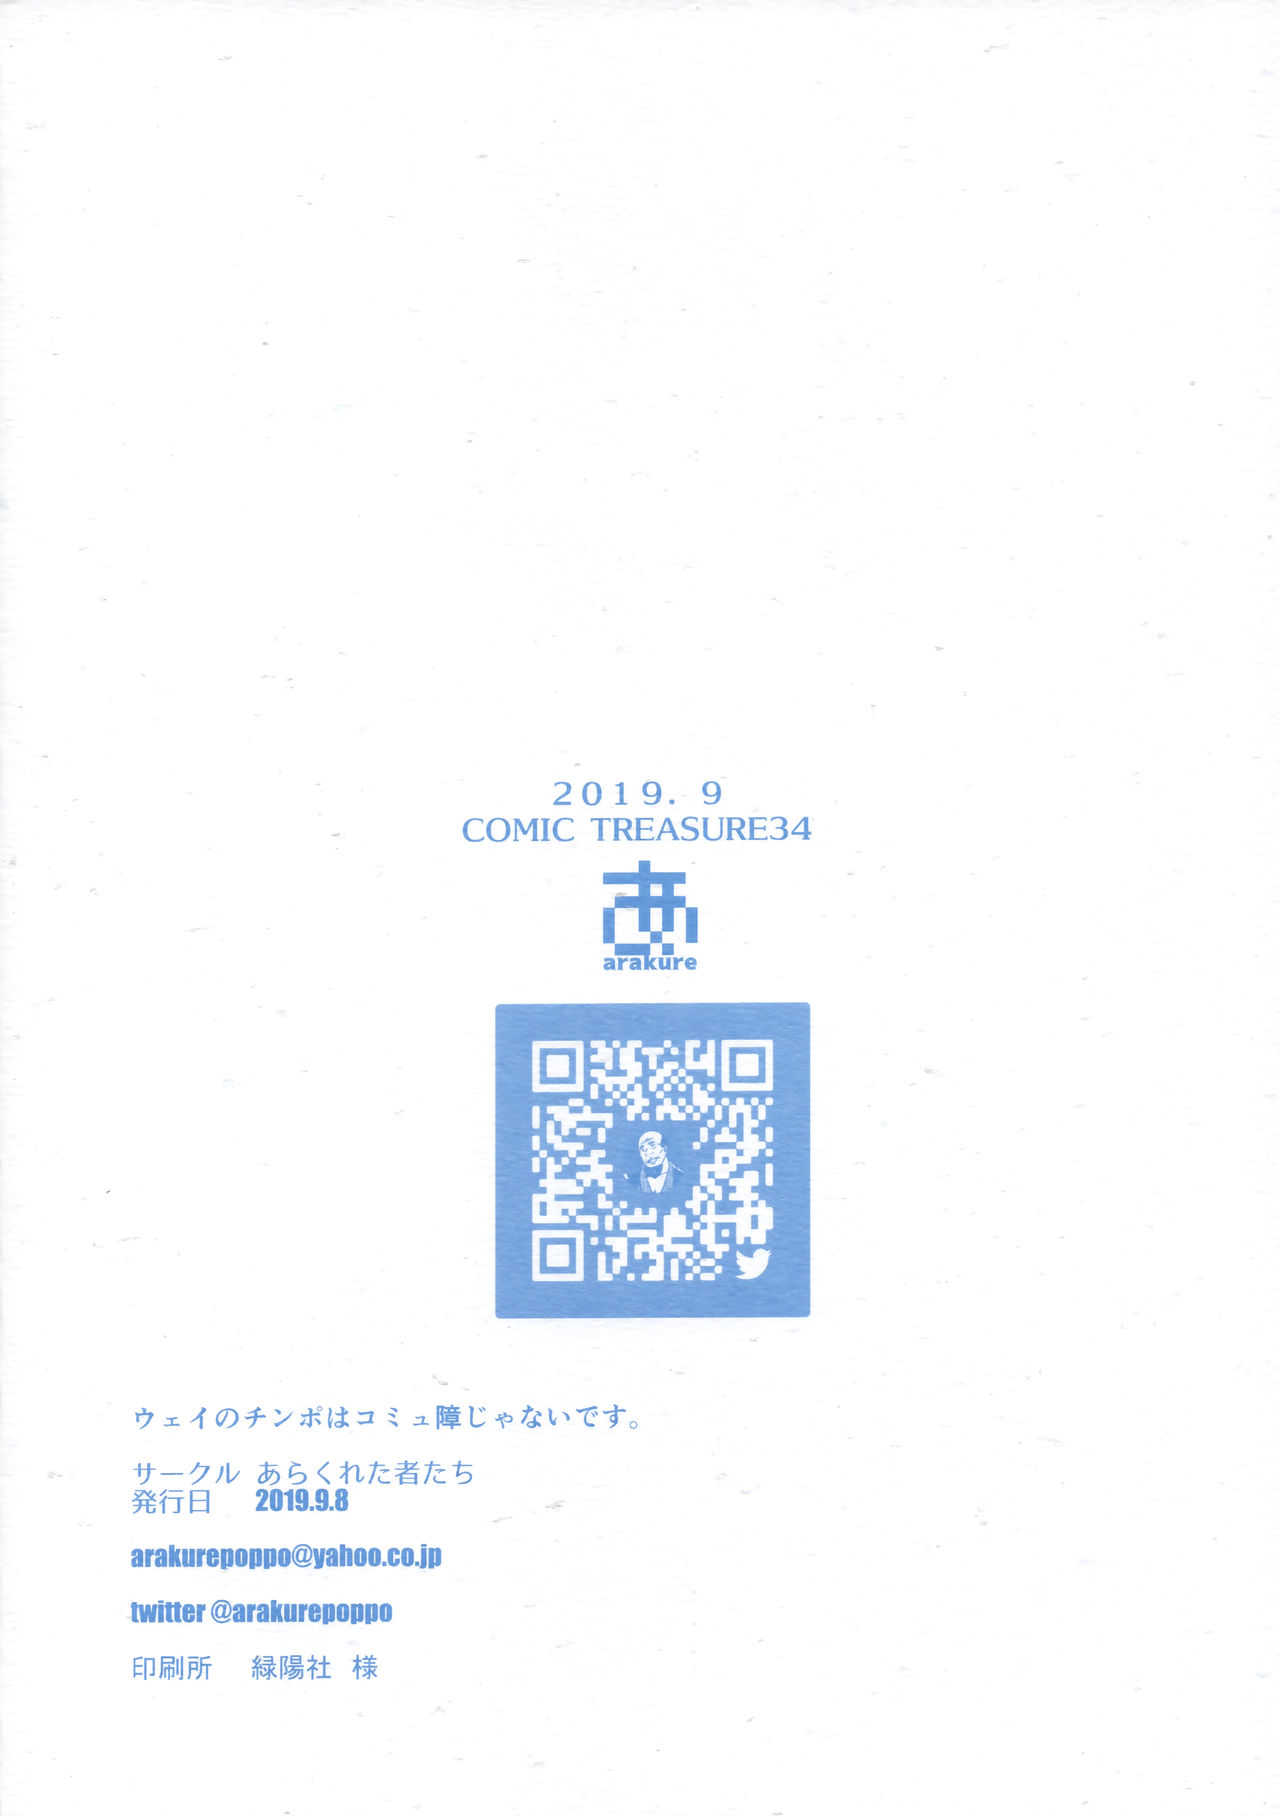 2019. 9
COMIC TREASURE34
あ
arakure
ウェイのチンポはコミュ障じゃないです。
サークル あらくれた者たち
発行日 2019.9.8
arakurepoppo@yahoo.co.jp
twitter @arakurepoppo
印刷所 緑陽社 様